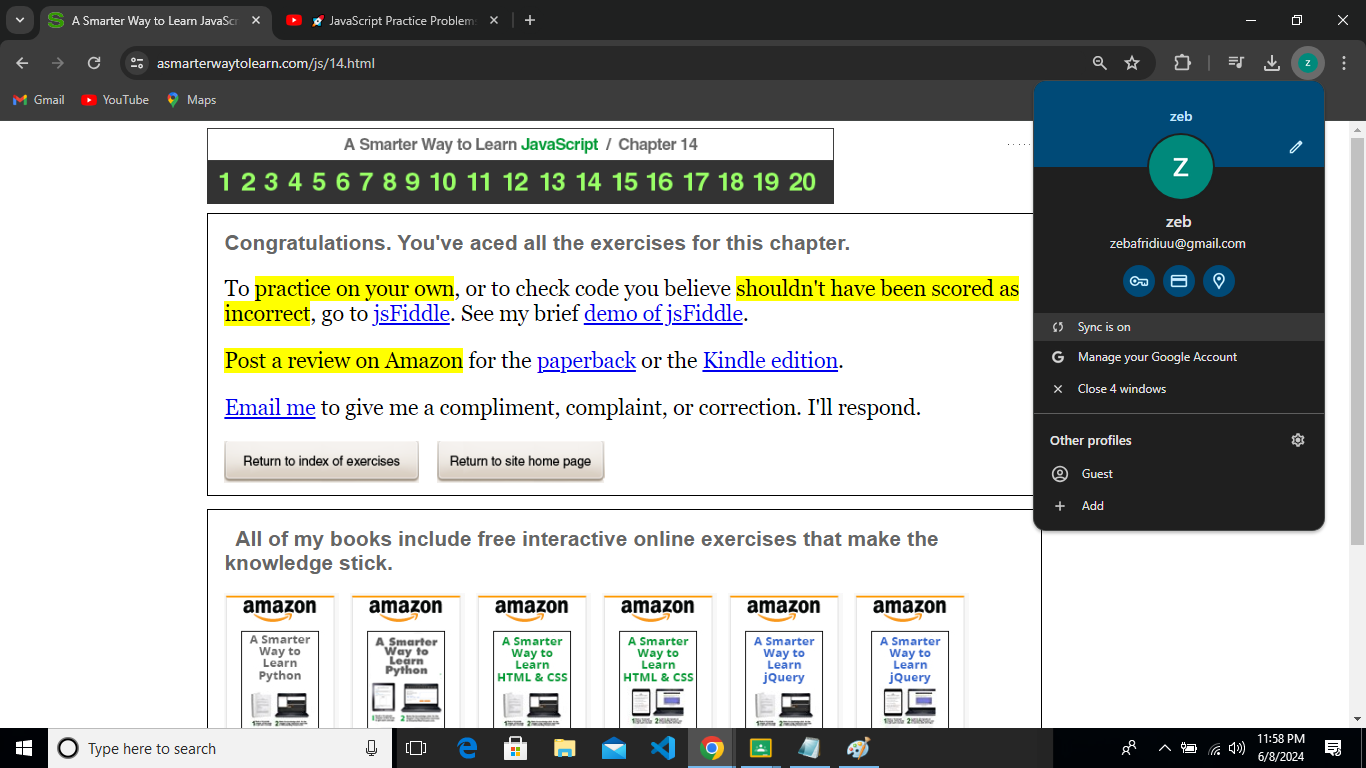 A Smarter Way to Learn JavaSc
🚀 JavaScript Practice Problems
asmarterwaytolearn.com/js/14.html
z
Gmail
YouTube
Maps
A Smarter Way to Learn JavaScript / Chapter 14
1 2 3 4 5 6 7 8 9 10 11 12 13 14 15 16 17 18 19 20
Congratulations. You've aced all the exercises for this chapter.
To practice on your own, or to check code you believe shouldn't have been scored as
incorrect, go to jsFiddle. See my brief demo of jsFiddle.
Post a review on Amazon for the paperback or the Kindle edition.
Email me to give me a compliment, complaint, or correction. I'll respond.
Return to index of exercises
Return to site home page
zeb
Z
zeb
zebafridiuu@gmail.com
Sync is on
Manage your Google Account
Close 4 windows
Other profiles
Guest
Add
All of my books include free interactive online exercises that make the
knowledge stick.
amazon
A Smarter
Way to
Learn
Python
amazon
A Smarter
Way to
Learn
Python
amazon
A Smarter
Way to
Learn
HTML & CSS
amazon
A Smarter
Way to
Learn
HTML & CSS
amazon
A Smarter
Way to
Learn
jQuery
amazon
A Smarter
Way to
Learn
jQuery
Type here to search
11:58 PM
6/8/2024